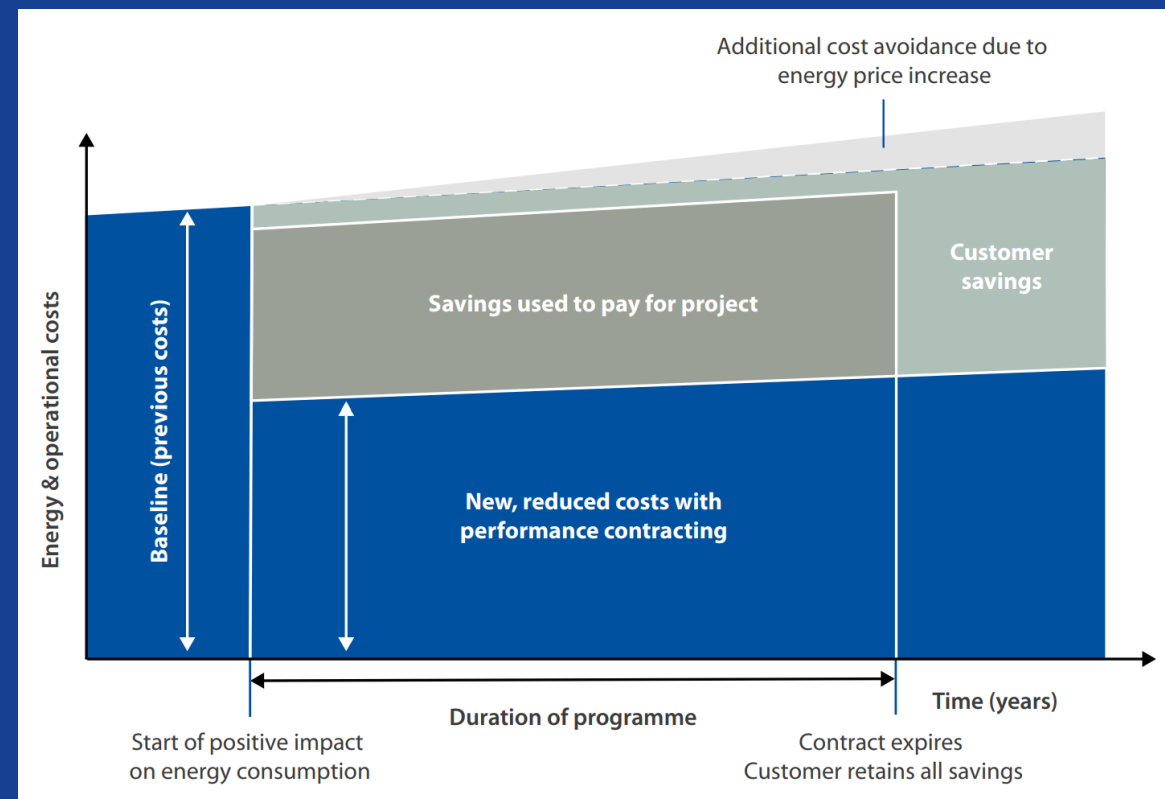 Additional cost avoidance due to
energy price increase
Energy & operational costs
Baseline (previous costs)
Customer
savings
Savings used to pay for project
New, reduced costs with
performance contracting
Time (years)
Duration of programme
Start of positive impact
on energy consumption
Contract expires
Customer retains all savings